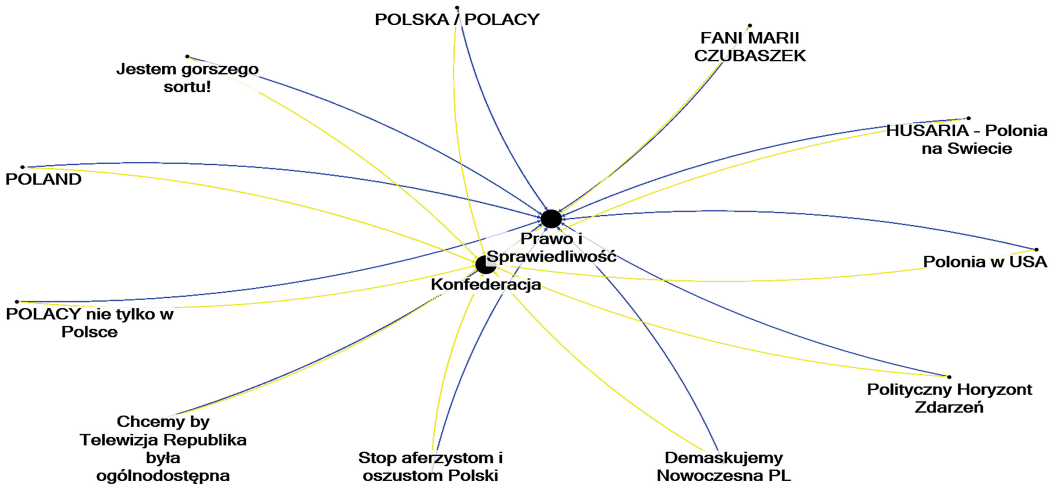 POLSKA / POLACY
FANI MARII
CZUBASZEK
Jestem gorszego
sortu!
HUSARIA - Polonia
na Swiecie
POLAND
Prawo i
Sprawiedliwość
Konfederacja
Polonia w USA
POLACY nie tylko w
Polsce
Polityczny Horyzont
Zdarzeń
Chcemy by
Telewizja Republika
była
ogólnodostępna
Stop aferzystom i
oszustom Polski
Demaskujemy
Nowoczesna PL